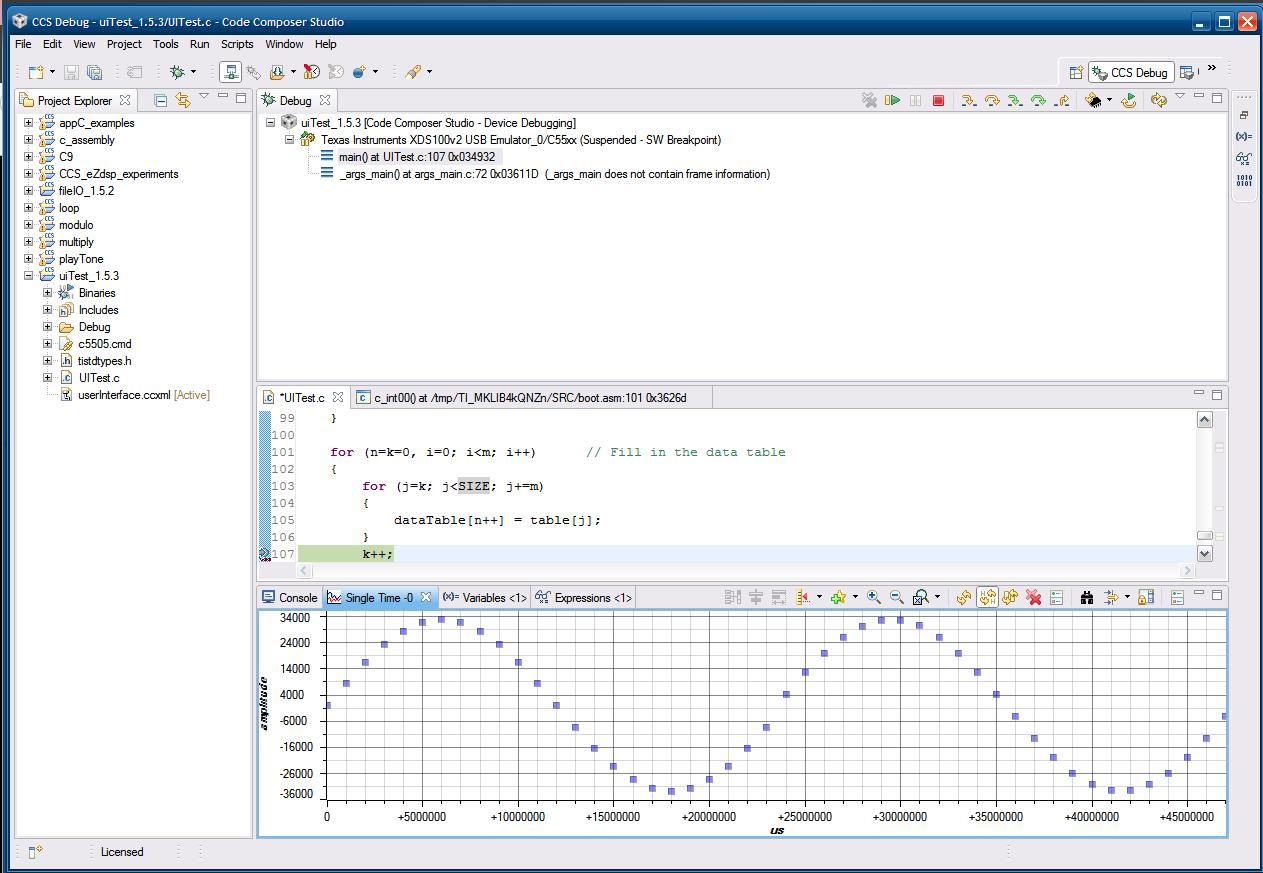 CCS Debug - uiTest_1.5.3/UITest.c - Code Composer Studio
File Edit View Project Tools Run Scripts Window Help
CCS Debug
»
Project Explorer
appC_examples
c_assembly
C9
CCS_eZdsp_experiments
fileIO_1.5.2
loop
modulo
multiply
playTone
uiTest_1.5.3
Binaries
Includes
Debug
c5505.cmd
tistdtypes.h
UITest.c
userInterface.ccxml [Active]
Debug
uiTest_1.5.3 [Code Composer Studio - Device Debugging]
Texas Instruments XDS100v2 USB Emulator_0/C55xx (Suspended - SW Breakpoint)
main() at UITest.c:107 0x034932
_args_main() at args_main.c:72 0x03611D (_args_main does not contain frame information)
*UITest.c c_int00() at /tmp/TI_MKLIB4kQNZn/SRC/boot.asm:101 0x3626d
99 }
100
101 for (n=k=0, i=0; i<m; i++) // Fill in the data table
102 {
103 for (j=k; j<SIZE; j+=m)
104 {
105 dataTable[n++] = table[j];
106 }
107 k++;
Console Single Time -0 (x)= Variables <1> Expressions <1>
34000
24000
14000
4000
-6000
-16000
-26000
-36000
amplitude
0 +5000000 +10000000 +15000000 +20000000 +25000000 +30000000 +35000000 +40000000 +45000000
us
(x)=
1010
0101
Licensed